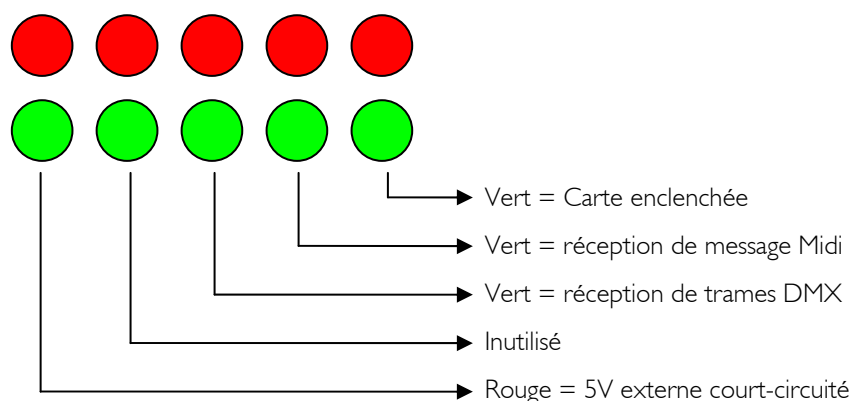 Vert = Carte enclenchée
Vert = réception de message Midi
Vert = réception de trames DMX
Inutilisé
Rouge = 5V externe court-circuité